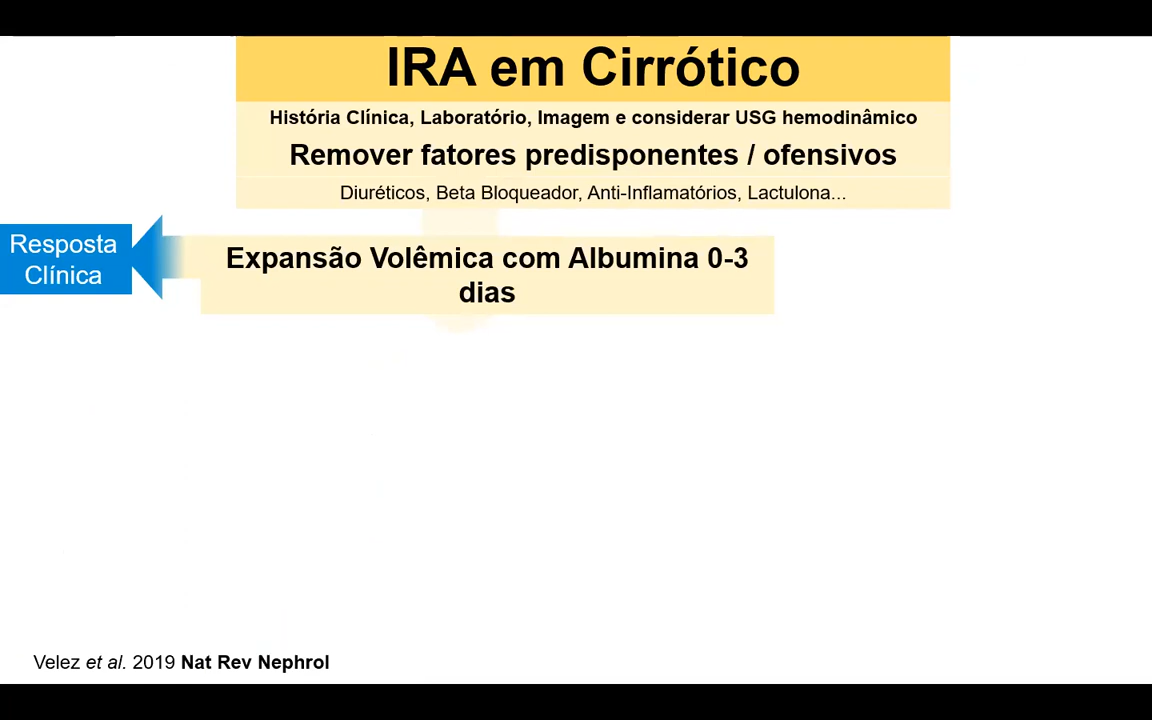 IRA em Cirrótico
História Clínica, Laboratório, Imagem e considerar USG hemodinâmico
Remover fatores predisponentes / ofensivos
Diuréticos, Beta Bloqueador, Anti-Inflamatórios, Lactulona...
Resposta
Clínica
Expansão Volêmica com Albumina 0-3
dias
Velez et al. 2019 Nat Rev Nephrol